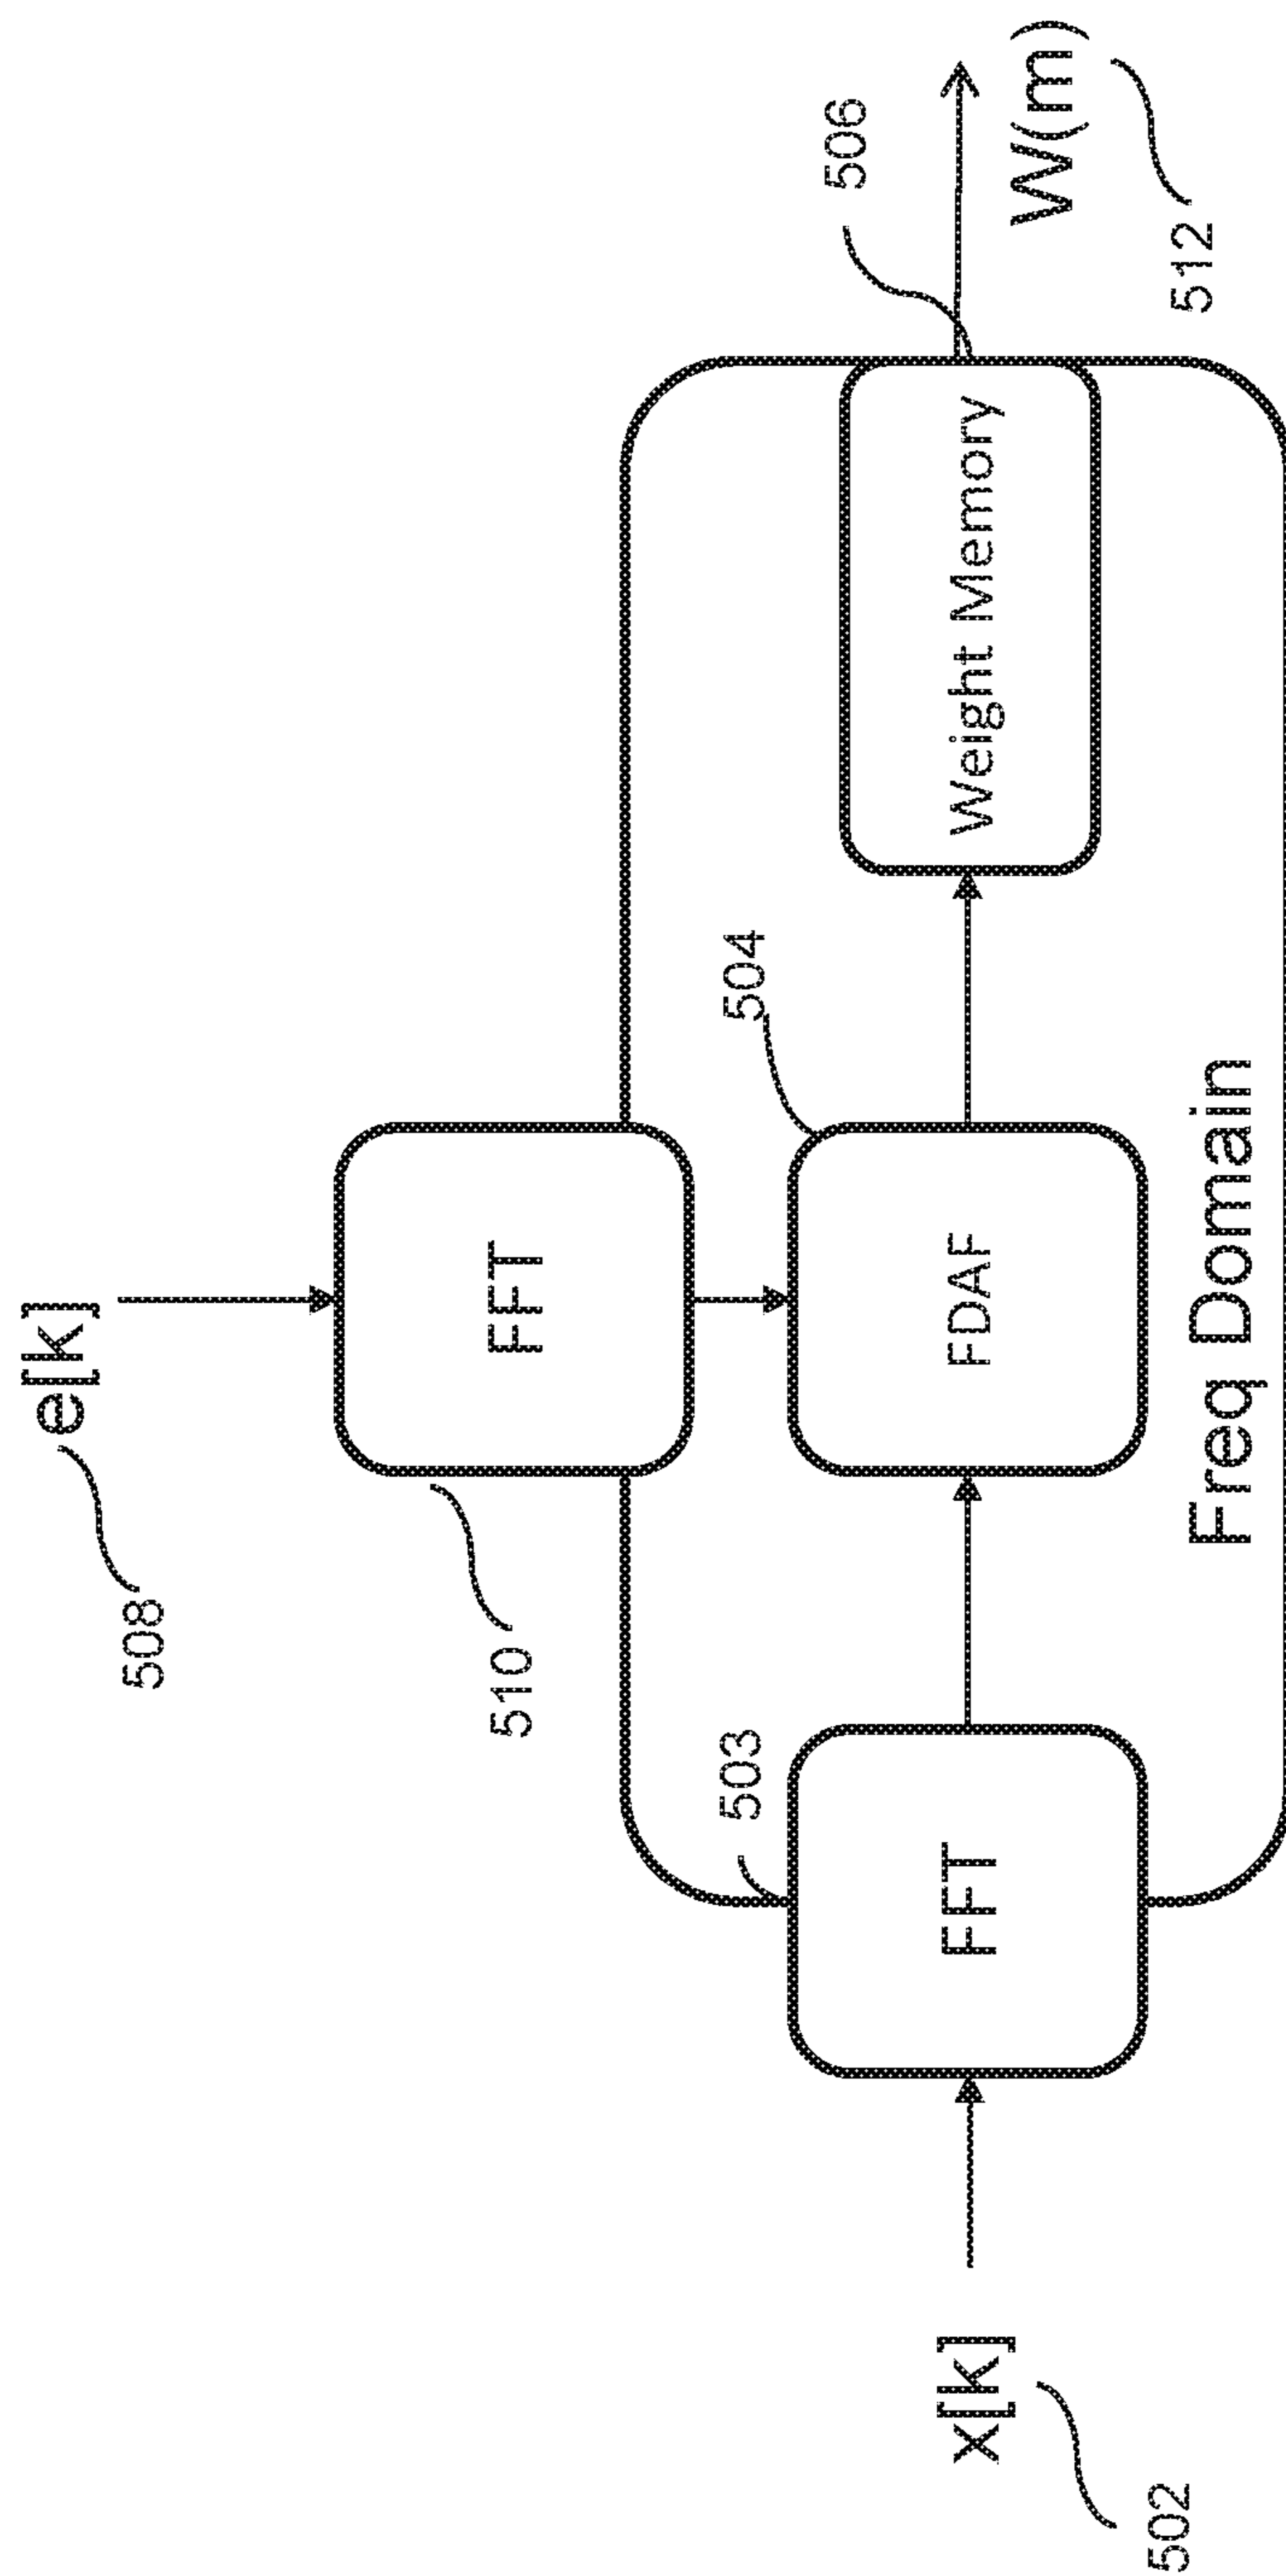 e[k]
508
FFT
510
504
506
503
x[k]
502
FFT
FDAF
Weight Memory
W(m)
512
Freq Domain